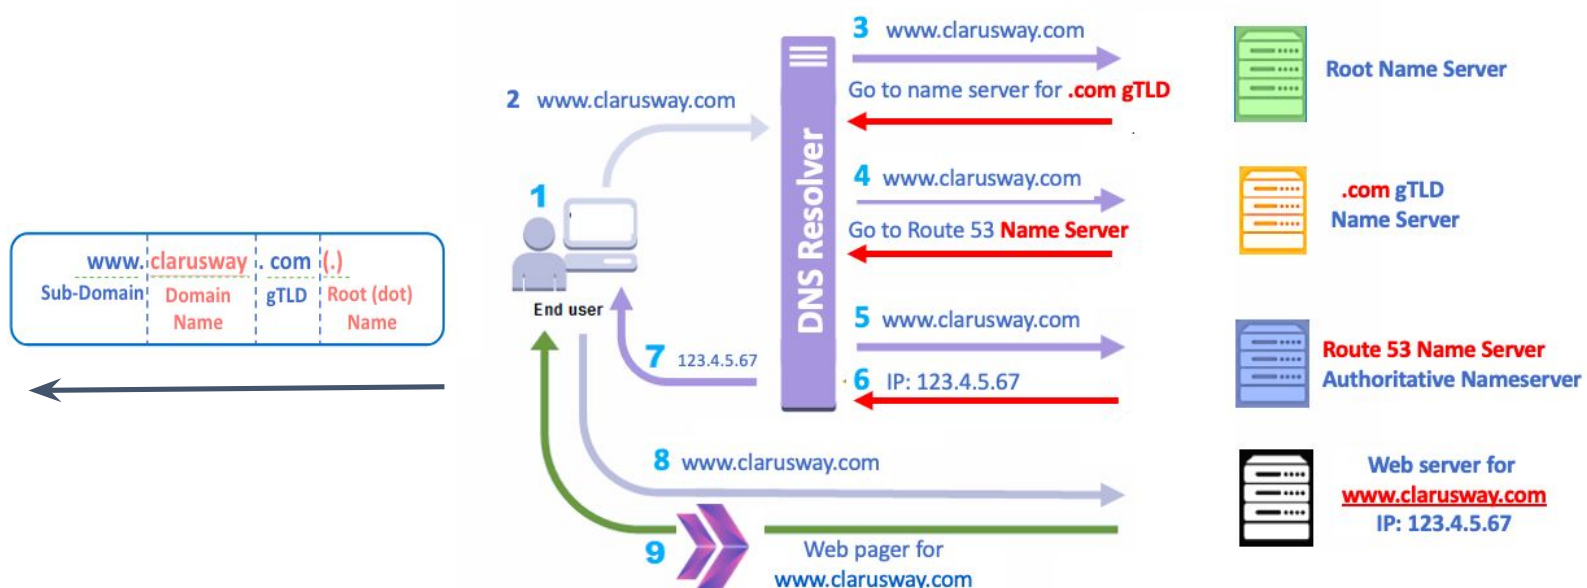 www. clarusway . com (.)
Sub-Domain Domain Name gTLD Root (dot) Name
1
End user
2 www.clarusway.com
DNS Resolver
3 www.clarusway.com
Go to name server for .com gTLD
Root Name Server
4 www.clarusway.com
Go to Route 53 Name Server
.com gTLD
Name Server
5 www.clarusway.com
6 IP: 123.4.5.67
Route 53 Name Server
Authoritative Nameserver
7 123.4.5.67
8 www.clarusway.com
Web server for
www.clarusway.com
IP: 123.4.5.67
9
Web pager for
www.clarusway.com